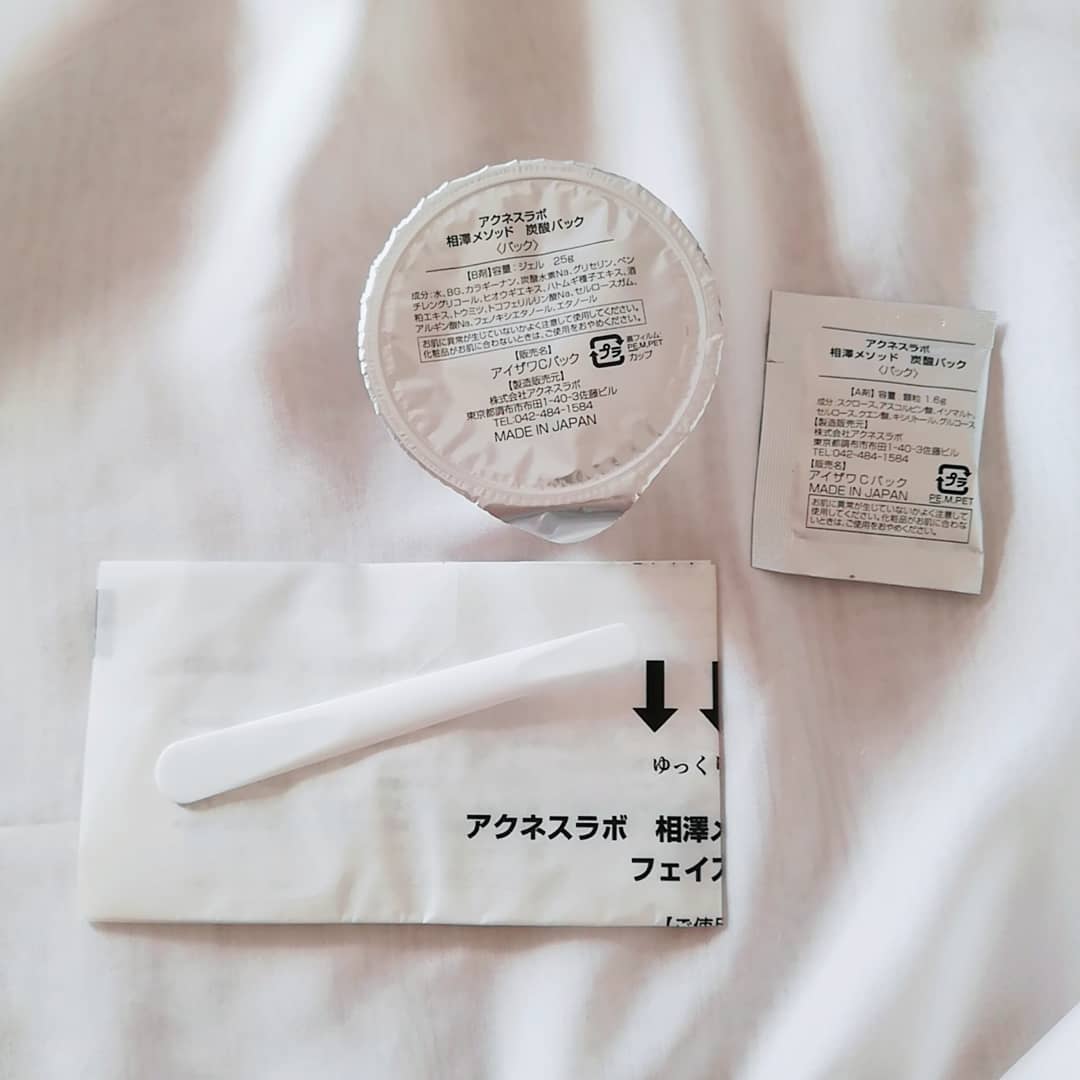 アクネスラボ
相澤メソッド 炭酸パック
〈パック〉
【B剤】容量:ジェル 25g
成分:水、BG、カラギーナン、炭酸水素Na、グリセリン、ペン
チレングリコール、ヒオウギエキス、ハトムギ種子エキス、酒
粕エキス、トウミツ、トコフェリルリン酸Na、セルロースガム、
アルギン酸Na、フェノキシエタノール、エタノール
お肌に異常が生じていないかよく注意して使用してください。
化粧品がお肌に合わないときは、ご使用をおやめください。
【販売名】
アイザワCパック
プラ
蓋フィルム:
PE,M,PET
カップ
【製造販売元】
株式会社アクネスラボ
東京都調布市布田1-40-3佐藤ビル
TEL:042-484-1584
MADE IN JAPAN
アクネスラボ
相澤メソッド 炭酸パック
〈パック〉
【A剤】容量:顆粒 1.6g
成分:スクロース、アスコルビン酸、イソマルト、
セルロース、クエン酸、キシリトール、グルコース
【製造販売元】
株式会社アクネスラボ
東京都調布市布田1-40-3佐藤ビル
TEL:042-484-1584
【販売名】
アイザワCパック
MADE IN JAPAN
プラ
PE,M,PET
お肌に異常が生じていないかよく注意して
使用してください。化粧品がお肌に合わな
いときは、ご使用をおやめください。
ゆっく
アクネスラボ 相澤メ
フェイス
【ご使用